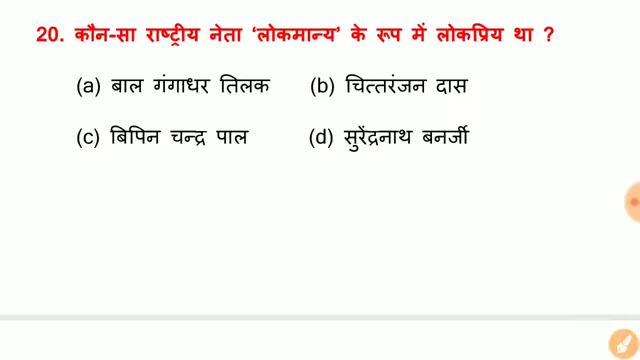 20. कौन-सा राष्ट्रीय नेता ‘लोकमान्य’ के रूप में लोकप्रिय था ?
(a) बाल गंगाधर तिलक (b) चित्तरंजन दास
(c) बिपिन चन्द्र पाल (d) सुरेंद्रनाथ बनर्जी